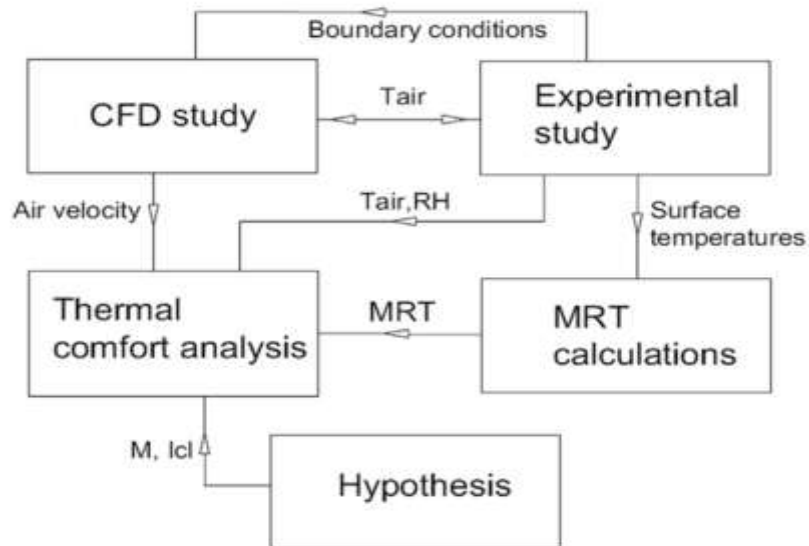 Boundary conditions
CFD study
Tair
Experimental
study
Air velocity
Tair,RH
Surface
temperatures
Thermal
comfort analysis
MRT
MRT
calculations
M, Icl
Hypothesis